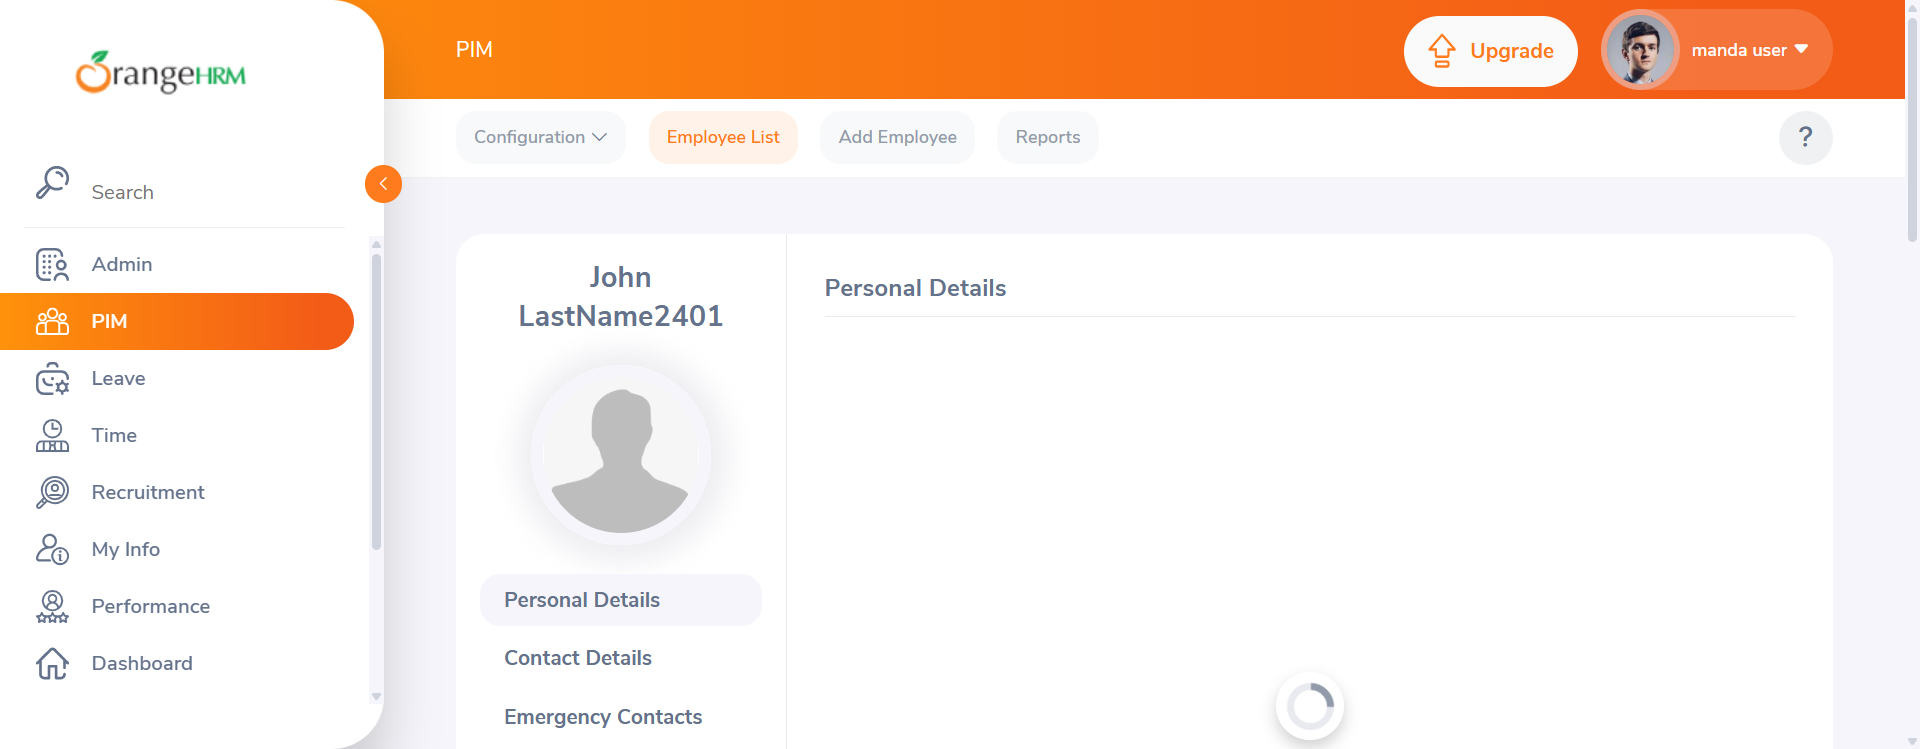 OrangeHRM
PIM
Upgrade
manda user
Search
Configuration
Employee List
Add Employee
Reports
?
Admin
PIM
Leave
Time
Recruitment
My Info
Performance
Dashboard
John
LastName2401
Personal Details
Contact Details
Emergency Contacts
Personal Details